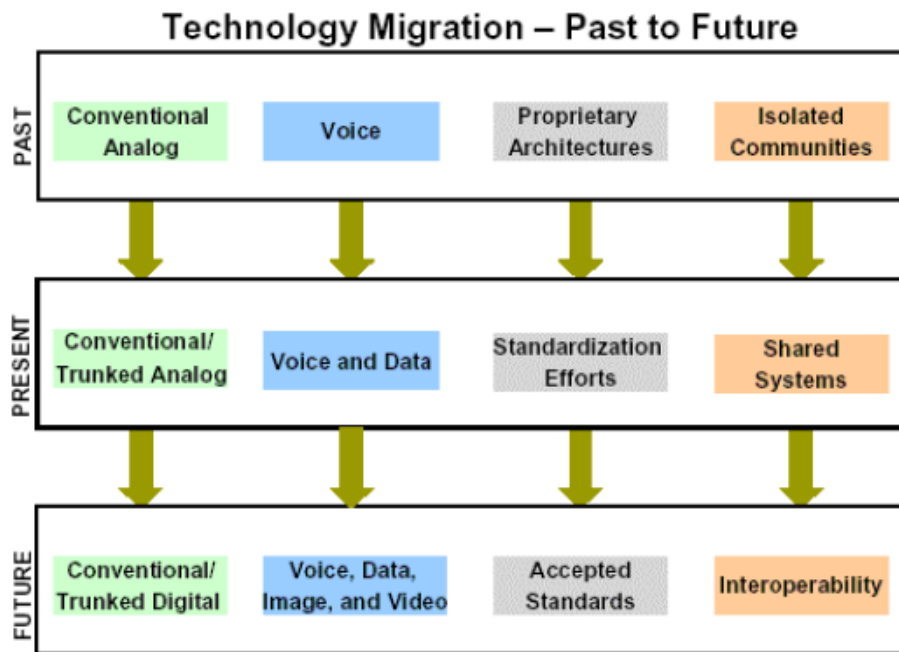 Technology Migration – Past to Future
PAST
Conventional
Analog
Voice
Proprietary
Architectures
Isolated
Communities
PRESENT
Conventional/
Trunked Analog
Voice and Data
Standardization
Efforts
Shared
Systems
FUTURE
Conventional/
Trunked Digital
Voice, Data,
Image, and Video
Accepted
Standards
Interoperability